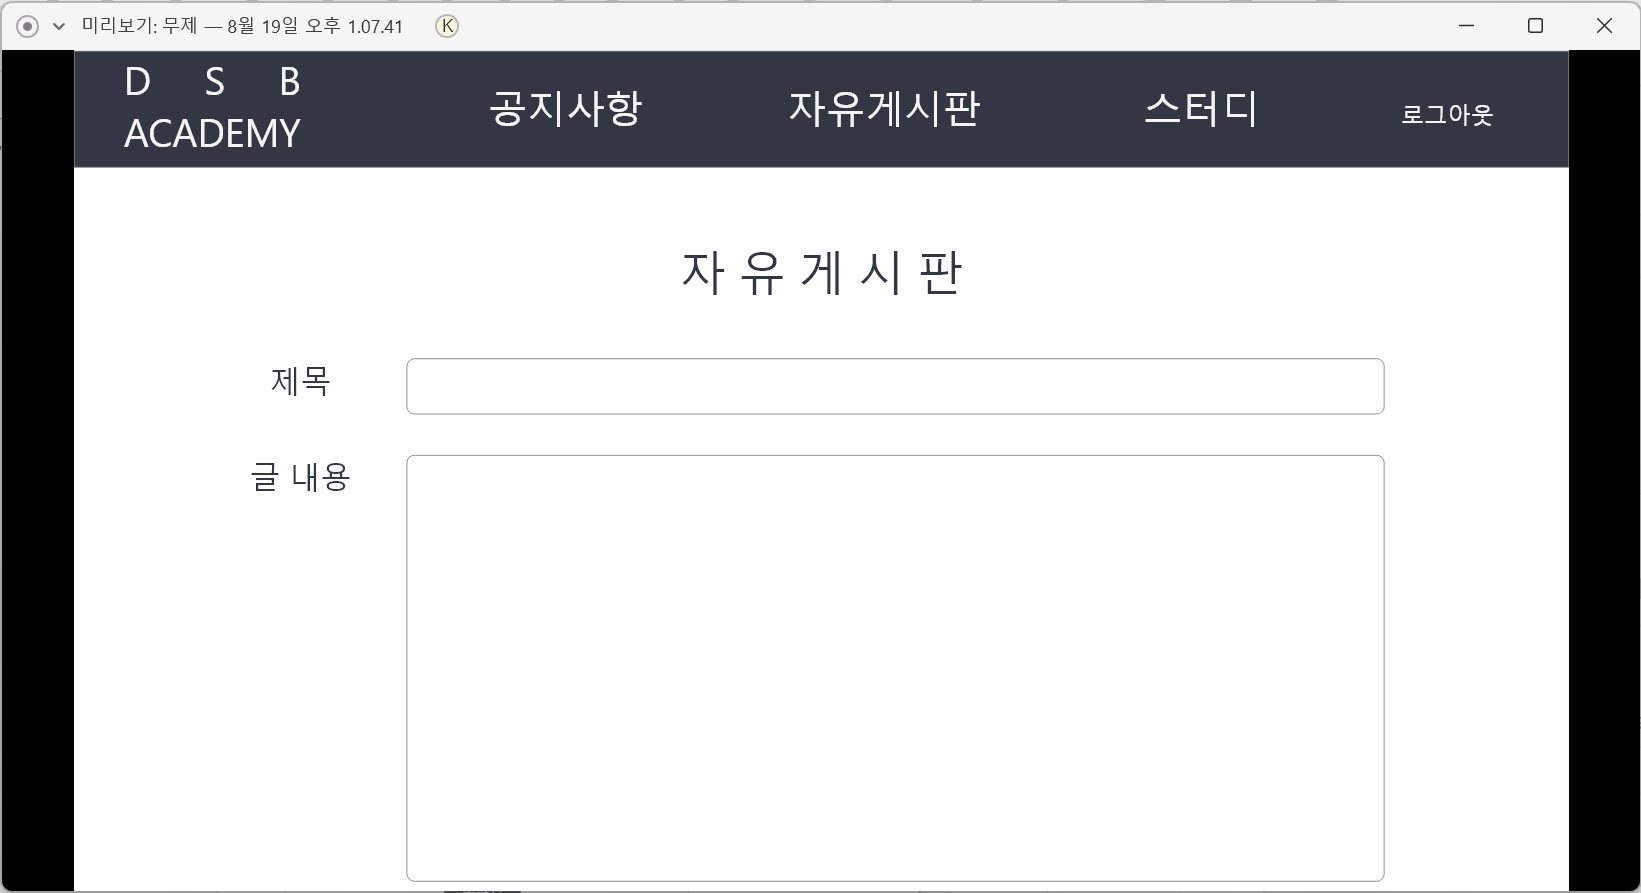 미리보기: 무제 — 8월 19일 오후 1.07.41 K
D S B
ACADEMY
공지사항 자유게시판 스터디 로그아웃
자 유 게 시 판
제목
글 내용